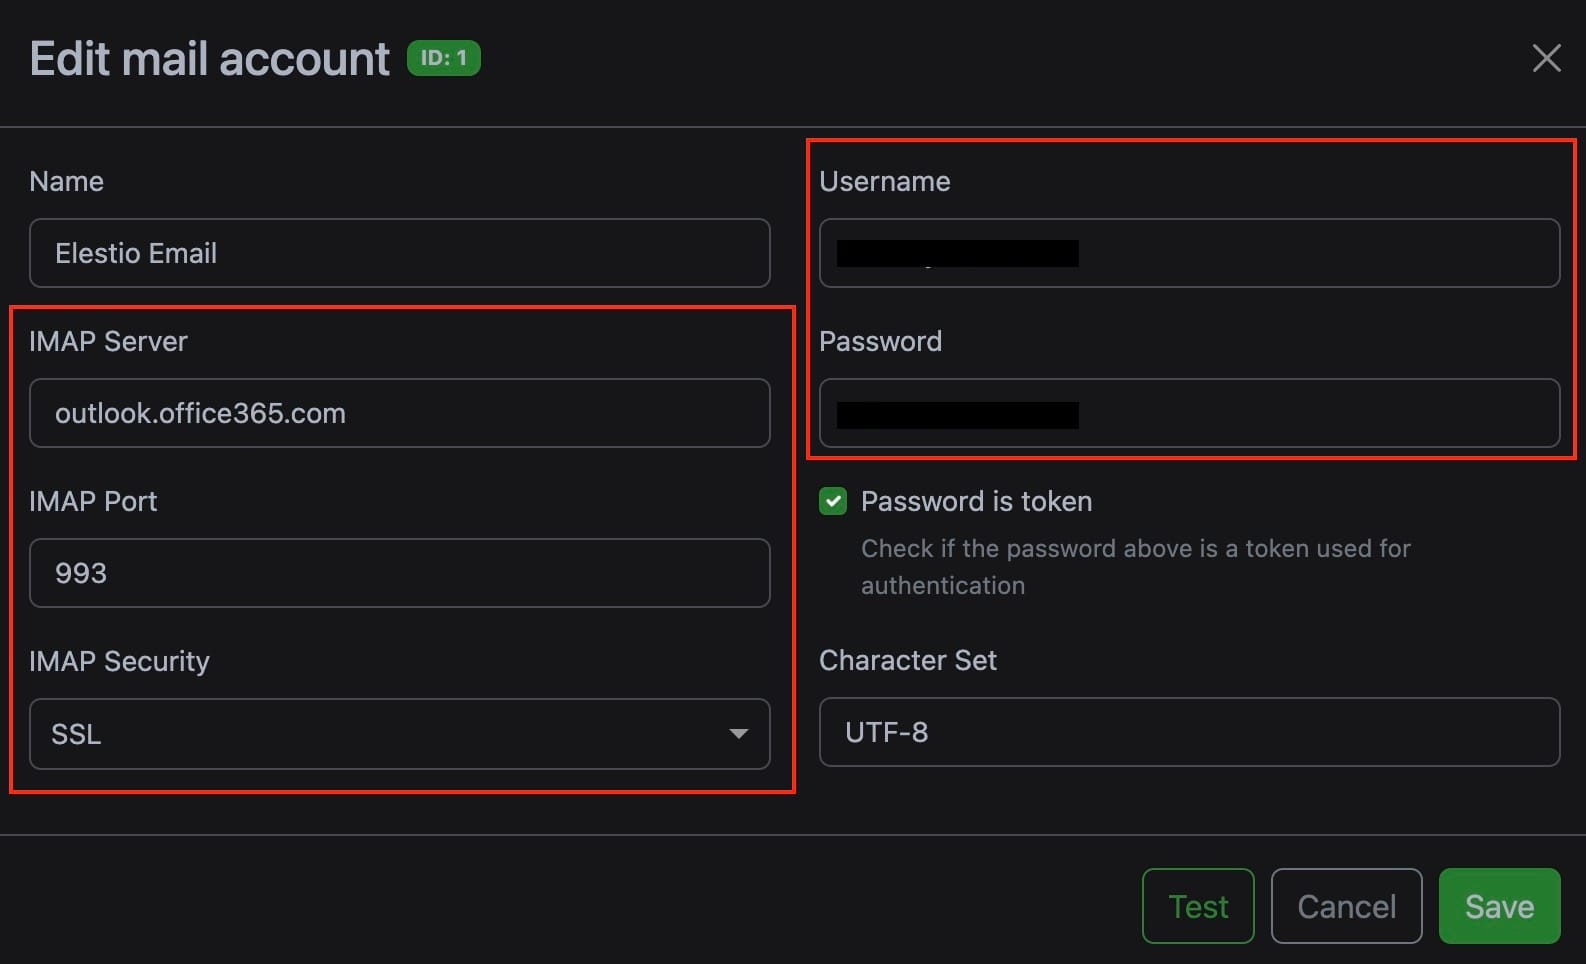 Edit mail account ID: 1
Name
Elestio Email
IMAP Server
outlook.office365.com
IMAP Port
993
IMAP Security
SSL
Username
Password
Password is token
Check if the password above is a token used for
authentication
Character Set
UTF-8
Test Cancel Save